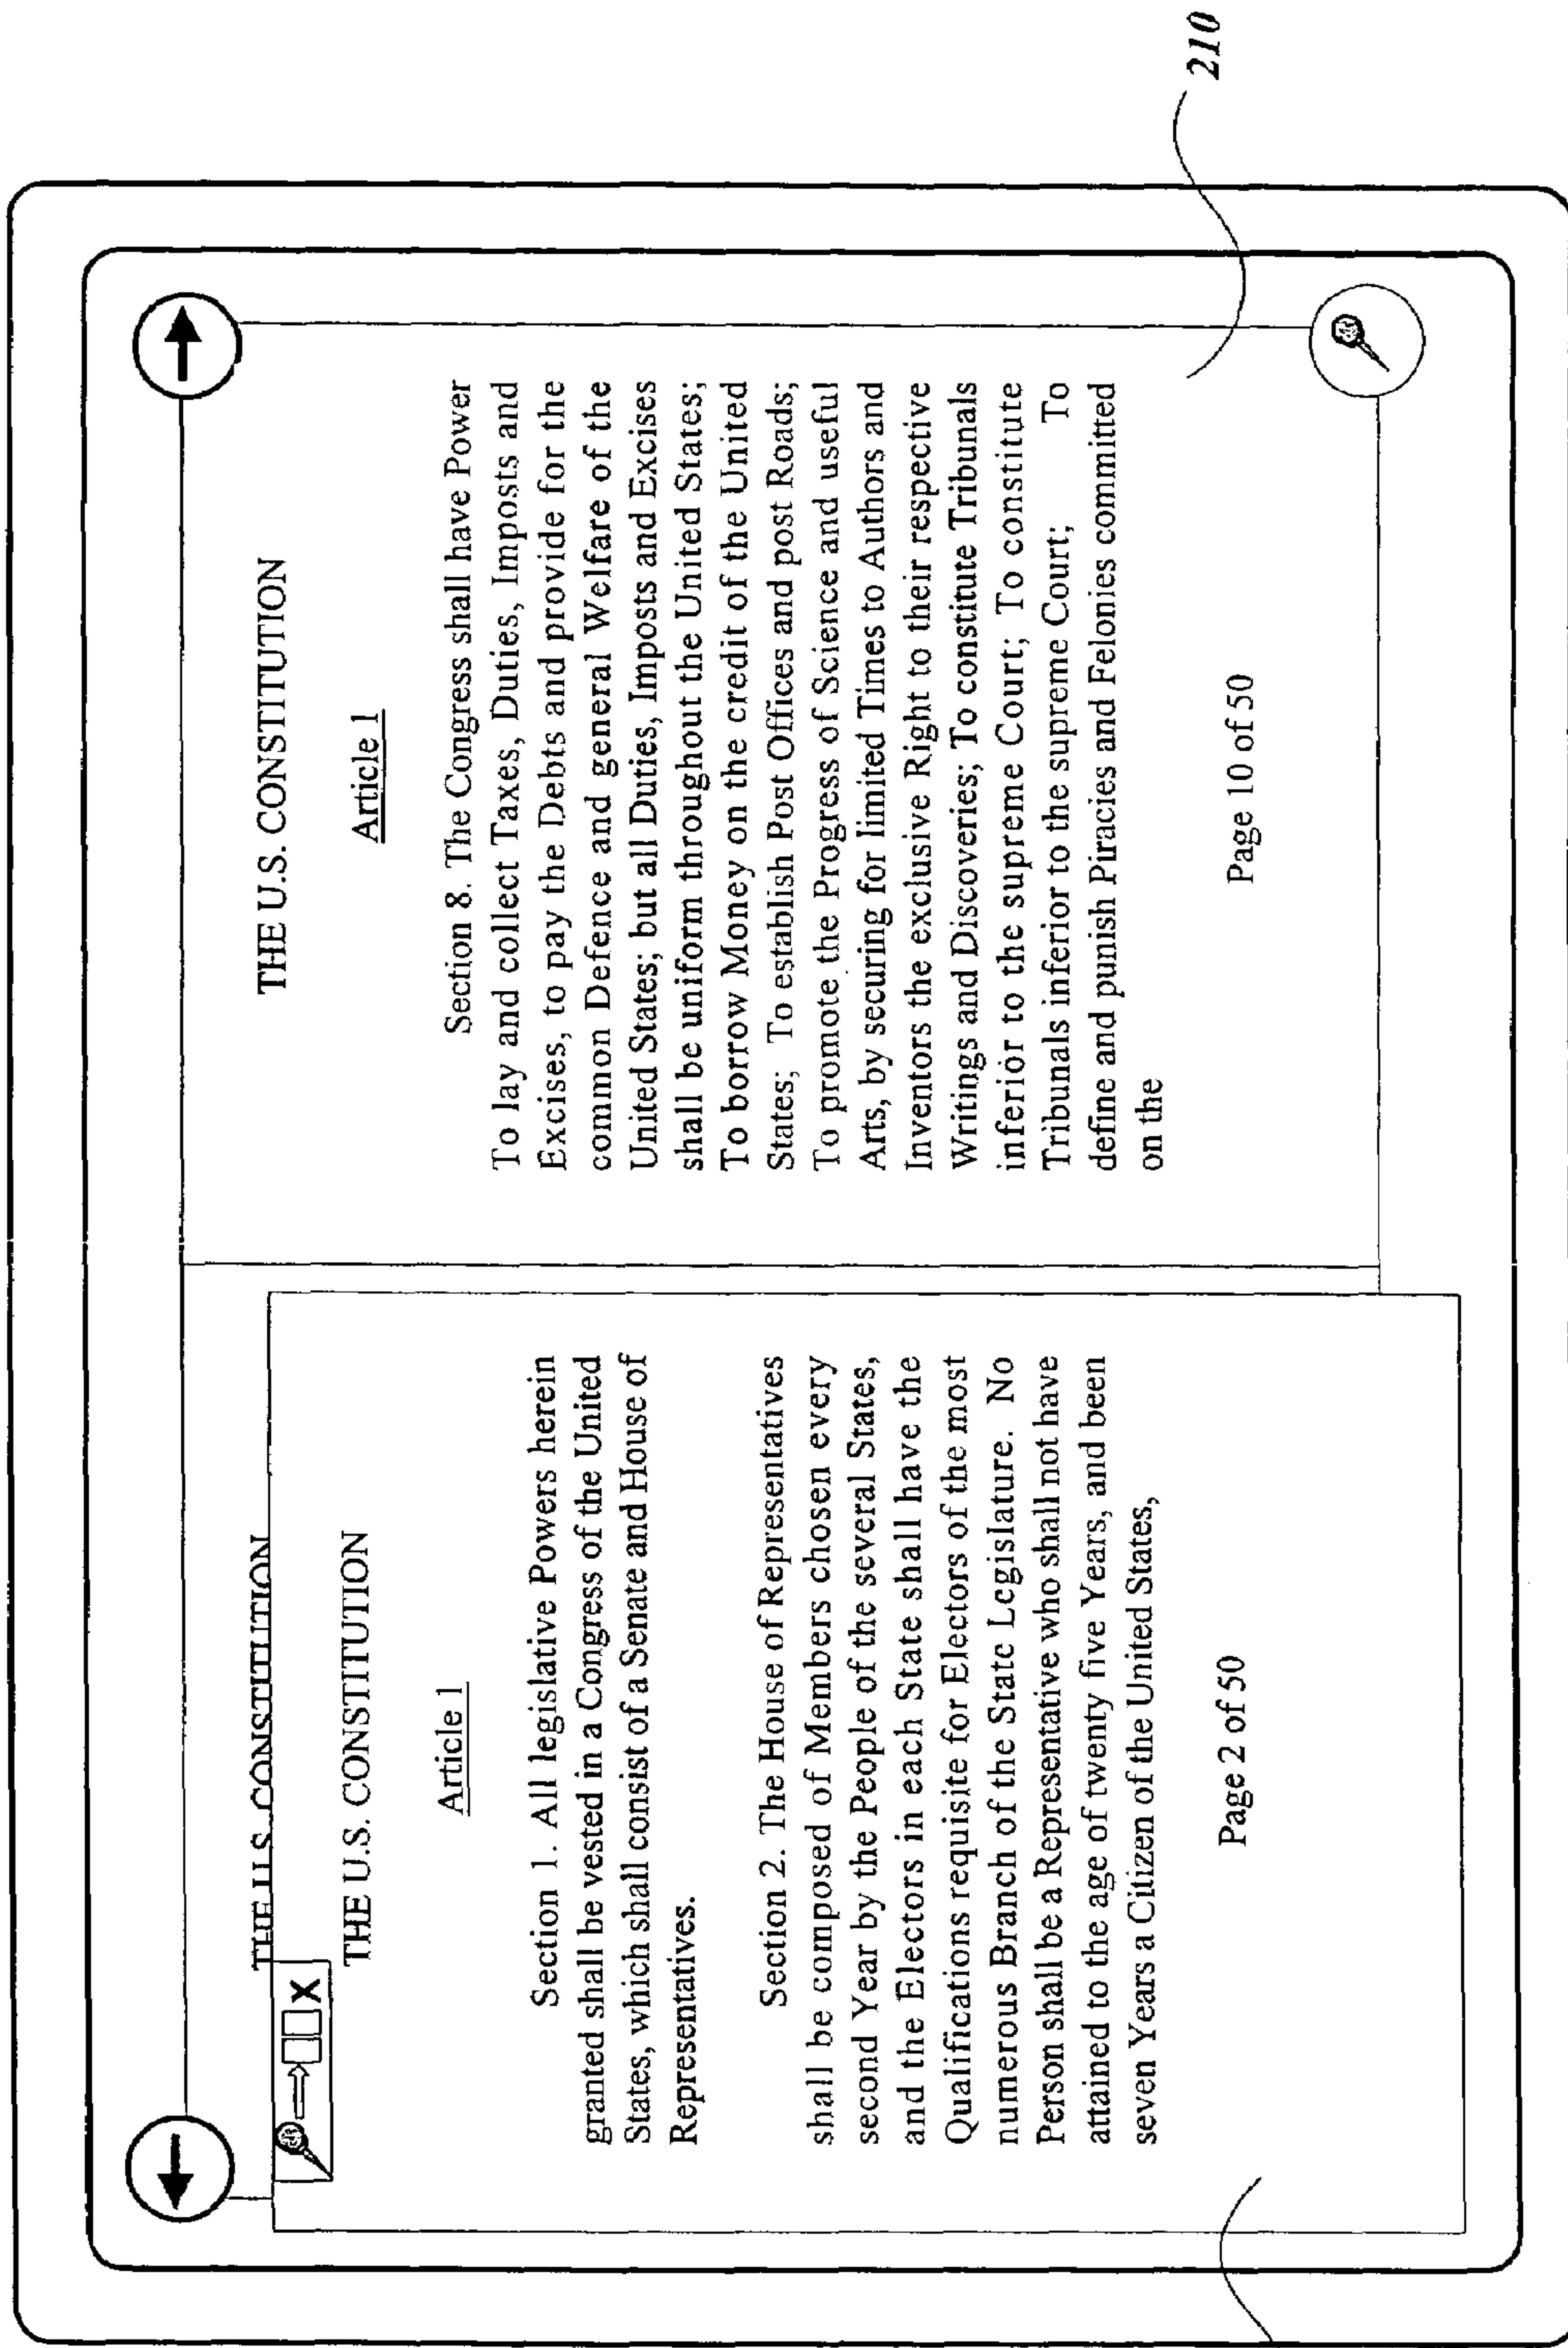 THE U.S. CONSTITUTION
X
THE U.S. CONSTITUTION
Article 1
Section 1. All legislative Powers herein
granted shall be vested in a Congress of the United
States, which shall consist of a Senate and House of
Representatives.
Section 2. The House of Representatives
shall be composed of Members chosen every
second Year by the People of the several States,
and the Electors in each State shall have the
Qualifications requisite for Electors of the most
numerous Branch of the State Legislature. No
Person shall be a Representative who shall not have
attained to the age of twenty five Years, and been
seven Years a Citizen of the United States,
Page 2 of 50
THE U.S. CONSTITUTION
Article 1
Section 8. The Congress shall have Power
To lay and collect Taxes, Duties, Imposts and
Excises, to pay the Debts and provide for the
common Defence and general Welfare of the
United States; but all Duties, Imposts and Excises
shall be uniform throughout the United States;
To borrow Money on the credit of the United
States; To establish Post Offices and post Roads;
To promote the Progress of Science and useful
Arts, by securing for limited Times to Authors and
Inventors the exclusive Right to their respective
Writings and Discoveries; To constitute Tribunals
inferior to the supreme Court; To constitute
Tribunals inferior to the supreme Court; To
define and punish Piracies and Felonies committed
on the
Page 10 of 50
210